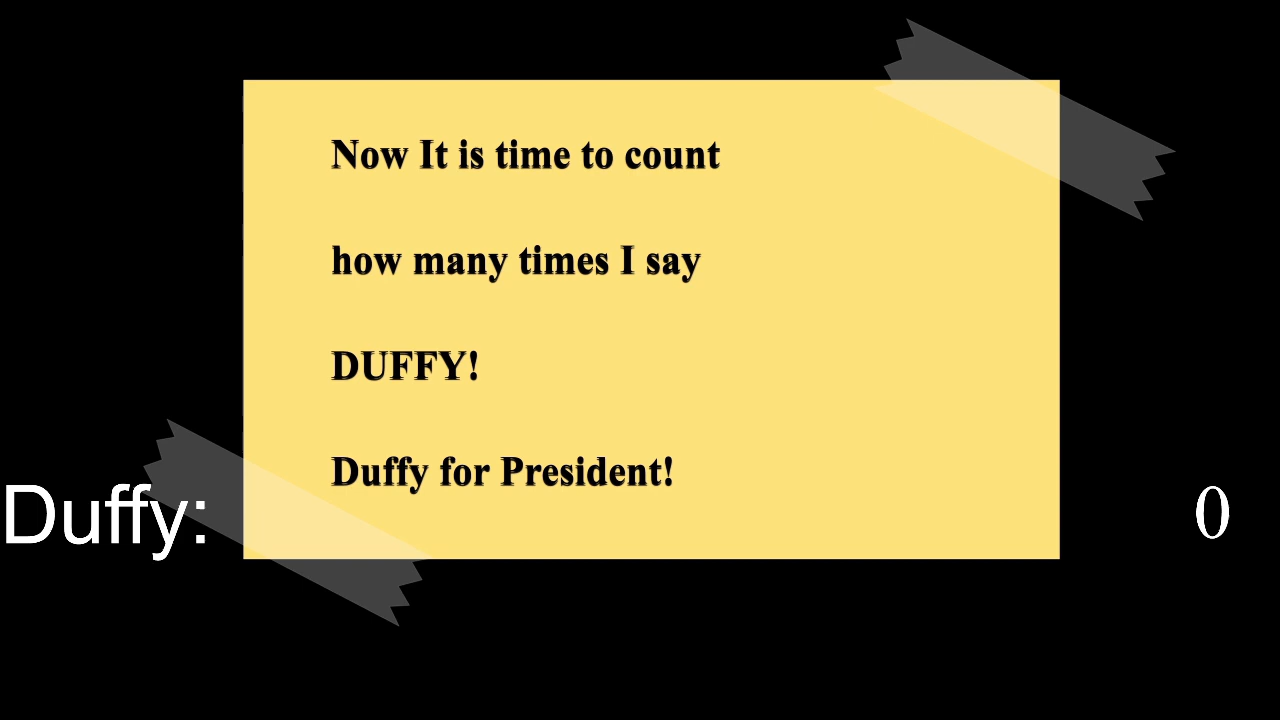 Now It is time to count
how many times I say
DUFFY!
Duffy for President!
Duffy: 0